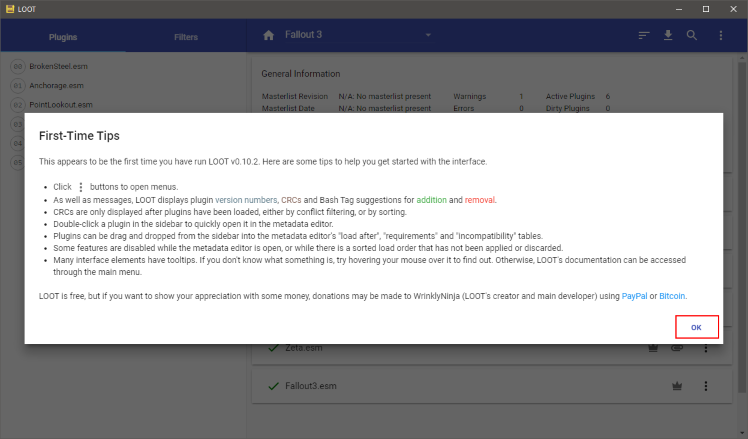 LOOT
Plugins
Filters
Fallout 3
00 BrokenSteel.esm
01 Anchorage.esm
02 PointLookout.esm
03
04
05
General Information
Masterlist Revision N/A: No masterlist present Warnings 1 Active Plugins 6
Masterlist Date N/A: No masterlist present Errors 0 Dirty Plugins 0
First-Time Tips
This appears to be the first time you have run LOOT v0.10.2. Here are some tips to help you get started with the interface.
• Click ⋮ buttons to open menus.
• As well as messages, LOOT displays plugin version numbers, CRCs and Bash Tag suggestions for addition and removal.
• CRCs are only displayed after plugins have been loaded, either by conflict filtering, or by sorting.
• Double-click a plugin in the sidebar to quickly open it in the metadata editor.
• Plugins can be drag and dropped from the sidebar into the metadata editor's "load after", "requirements" and "incompatibility" tables.
• Some features are disabled while the metadata editor is open, or while there is a sorted load order that has not been applied or discarded.
• Many interface elements have tooltips. If you don't know what something is, try hovering your mouse over it to find out. Otherwise, LOOT's documentation can be accessed
through the main menu.
LOOT is free, but if you want to show your appreciation with some money, donations may be made to WrinklyNinja (LOOT's creator and main developer) using PayPal or Bitcoin.
OK
Zeta.esm
Fallout3.esm